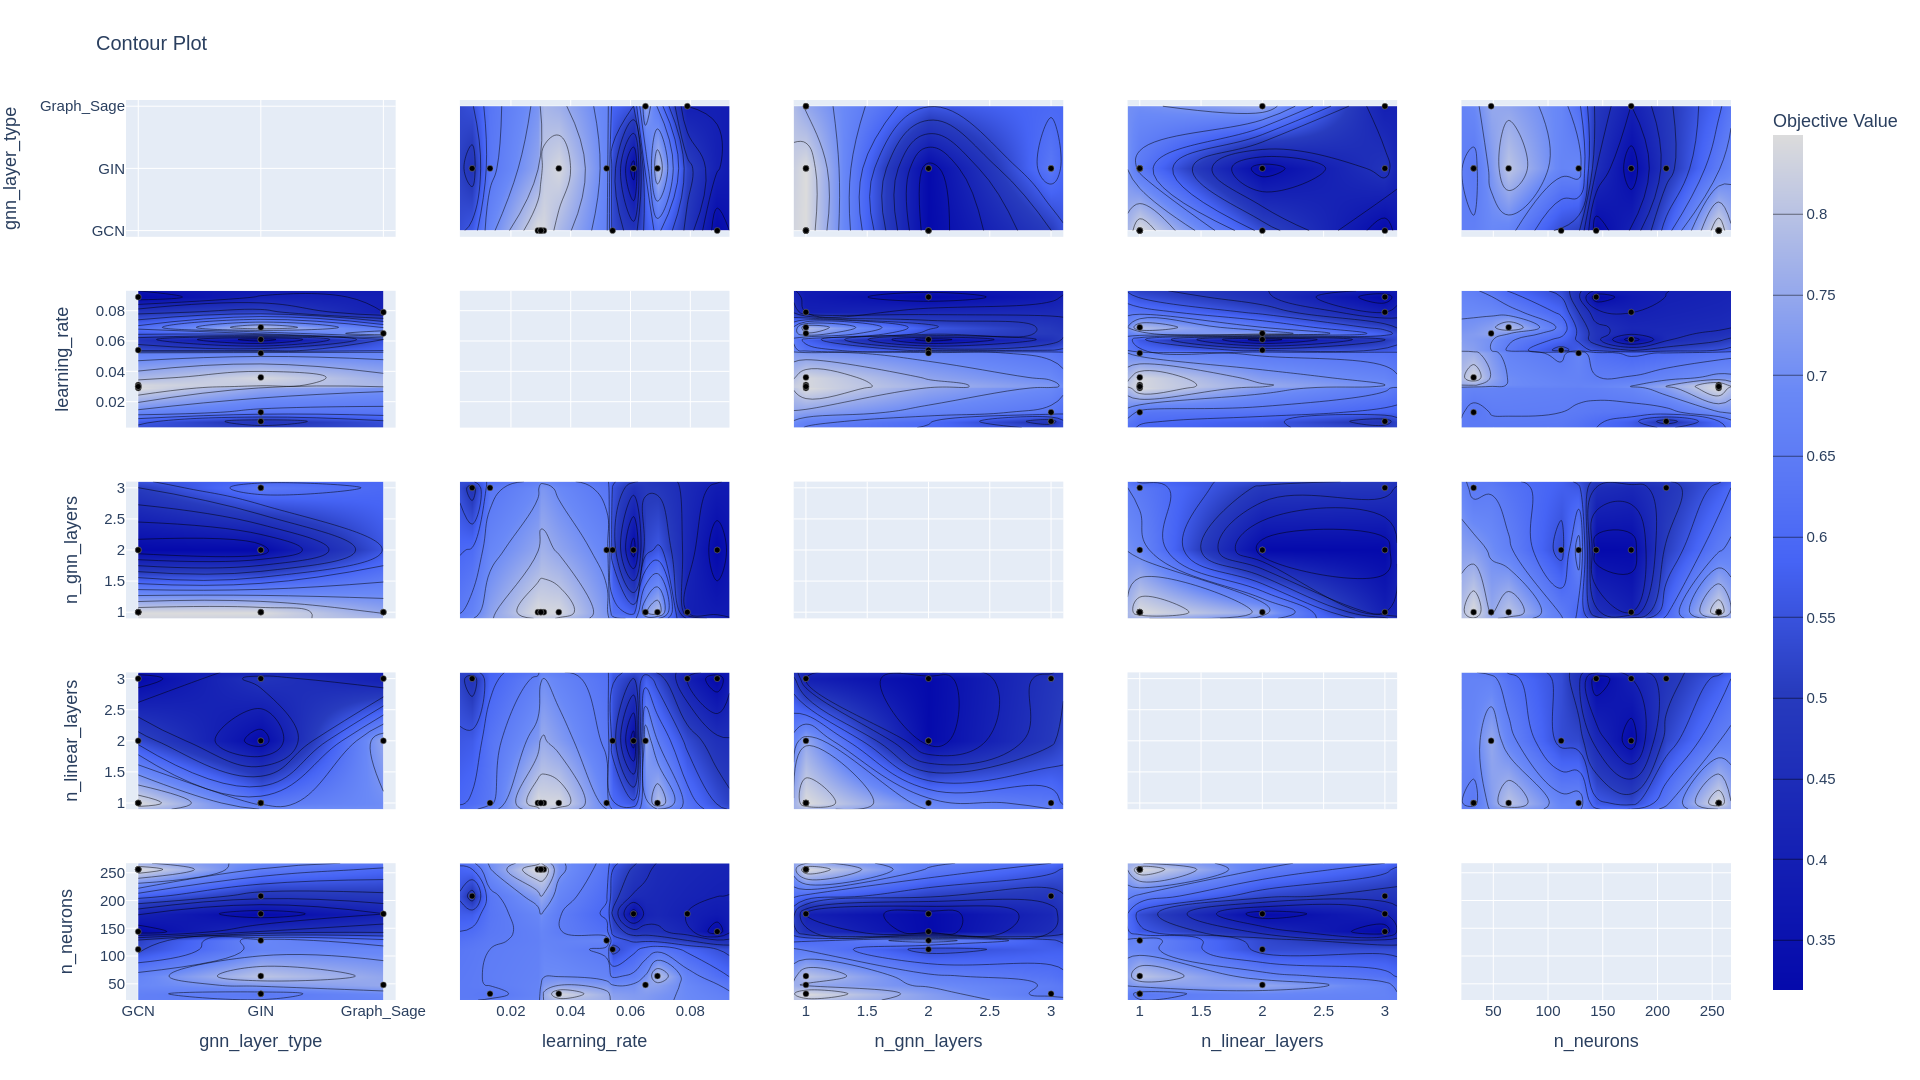 Contour Plot
Objective Value
gnn_layer_type
Graph_Sage
GIN
GCN
learning_rate
0.08
0.06
0.04
0.02
n_gnn_layers
3
2.5
2
1.5
1
n_linear_layers
3
2.5
2
1.5
1
n_neurons
250
200
150
100
50
GCN GIN Graph_Sage
0.02 0.04 0.06 0.08
1 1.5 2 2.5 3
1 1.5 2 2.5 3
50 100 150 200 250
gnn_layer_type learning_rate n_gnn_layers n_linear_layers n_neurons
0.8
0.75
0.7
0.65
0.6
0.55
0.5
0.45
0.4
0.35